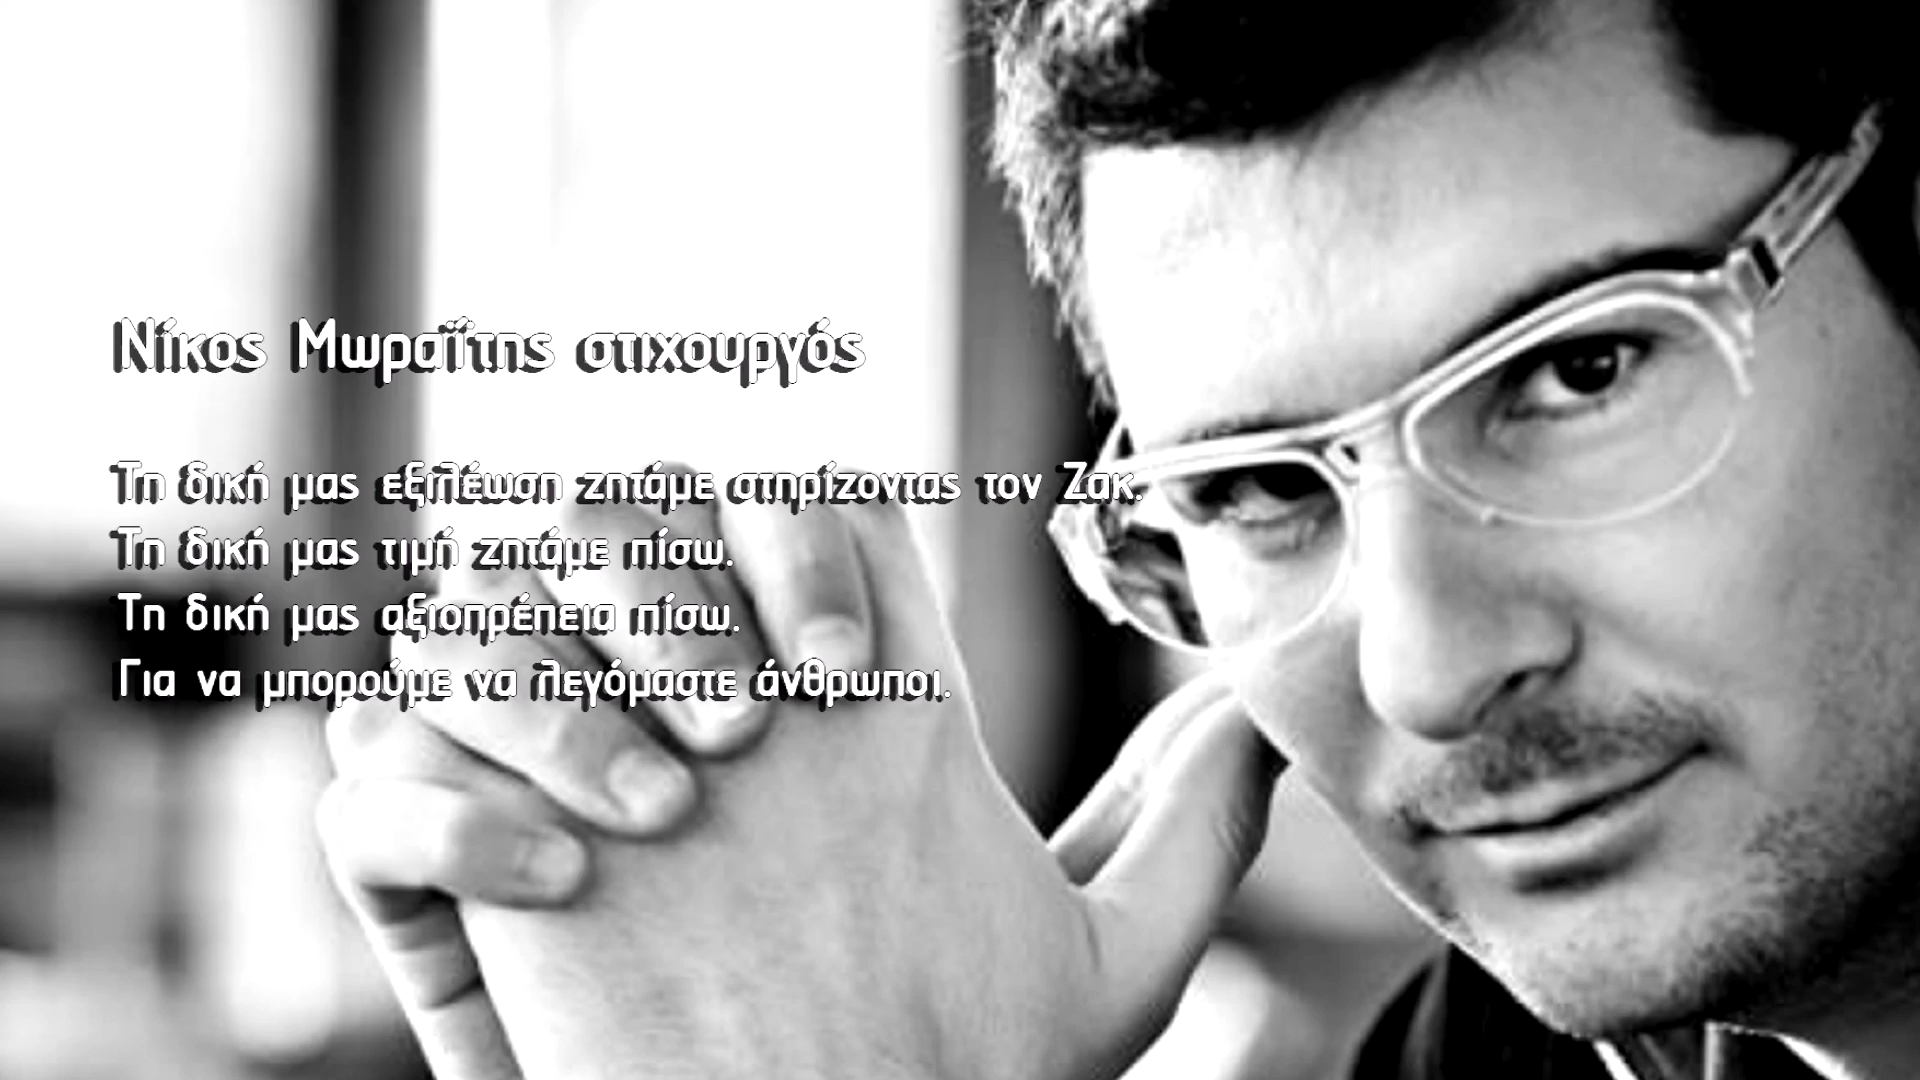 Νίκος Μωραΐτης στιχουργός
Τη δική μας εξιλέωση ζητάμε στηρίζοντας τον Ζακ.
Τη δική μας τιμή ζητάμε πίσω.
Τη δική μας αξιοπρέπεια πίσω.
Για να μπορούμε να λεγόμαστε άνθρωποι.